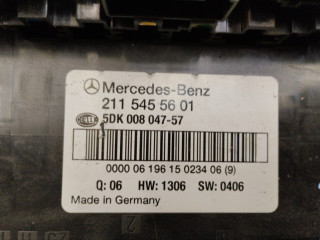 Mercedes-Benz
211 545 56 01
HELLA 5DK 008 047-57
0000 06 196 15 0234 06 (9)
Q: 06 HW: 1306 SW: 0406
Made in Germany